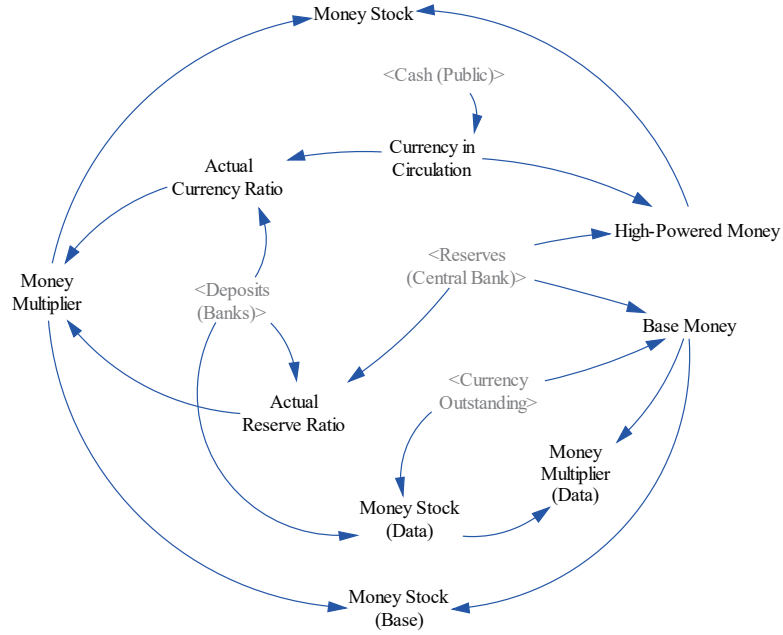 Money Stock
<Cash (Public)>
Currency in
Circulation
Actual
Currency Ratio
High-Powered Money
<Reserves
(Central Bank)>
Money
Multiplier
<Deposits
(Banks)>
Base Money
<Currency
Outstanding>
Actual
Reserve Ratio
Money
Multiplier
(Data)
Money Stock
(Data)
Money Stock
(Base)